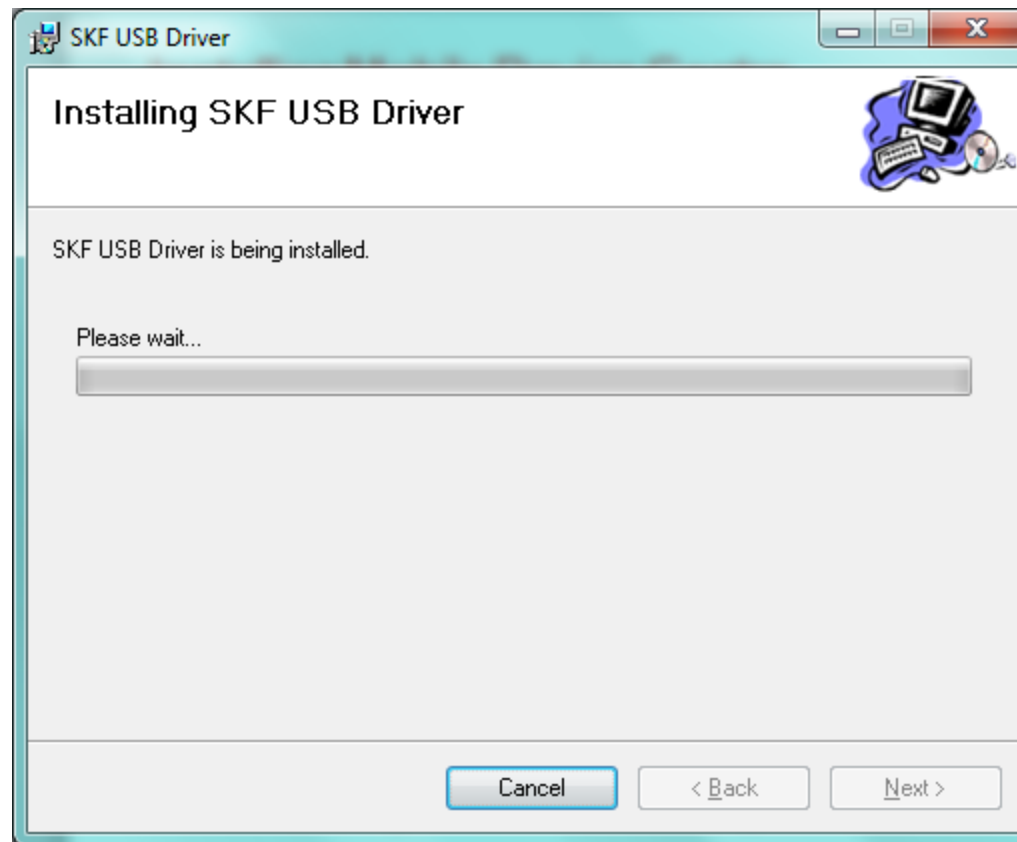 SKF USB Driver
Installing SKF USB Driver
SKF USB Driver is being installed.
Please wait...
Cancel
< Back
Next >